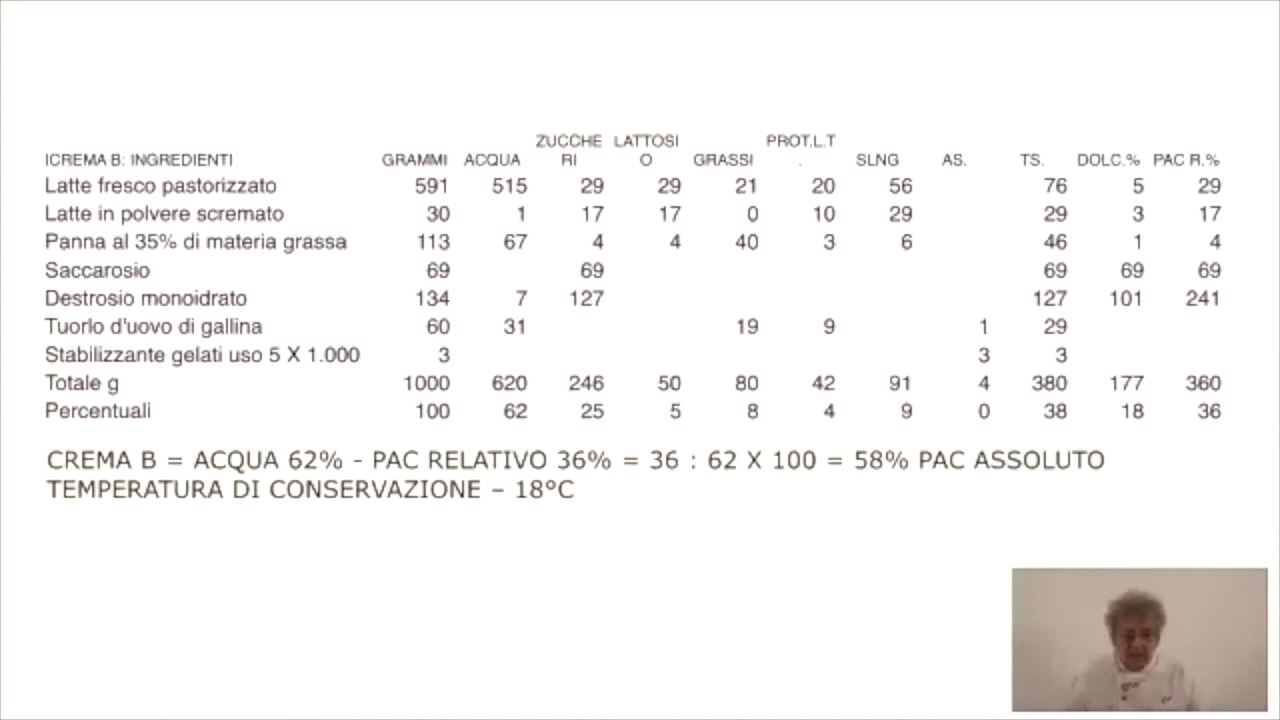 ZUCCHE LATTOSI PROT.L.T
ICREMA B: INGREDIENTI GRAMMI ACQUA RI O GRASSI . SLNG AS. TS. DOLC.% PAC R.%
Latte fresco pastorizzato 591 515 29 29 21 20 56 76 5 29
Latte in polvere scremato 30 1 17 17 0 10 29 29 3 17
Panna al 35% di materia grassa 113 67 4 4 40 3 6 46 1 4
Saccarosio 69 69 69 69 69
Destrosio monoidrato 134 7 127 127 101 241
Tuorlo d'uovo di gallina 60 31 19 9 1 29
Stabilizzante gelati uso 5 X 1.000 3 3 3
Totale g 1000 620 246 50 80 42 91 4 380 177 360
Percentuali 100 62 25 5 8 4 9 0 38 18 36
CREMA B = ACQUA 62% - PAC RELATIVO 36% = 36 : 62 X 100 = 58% PAC ASSOLUTO
TEMPERATURA DI CONSERVAZIONE – 18°C